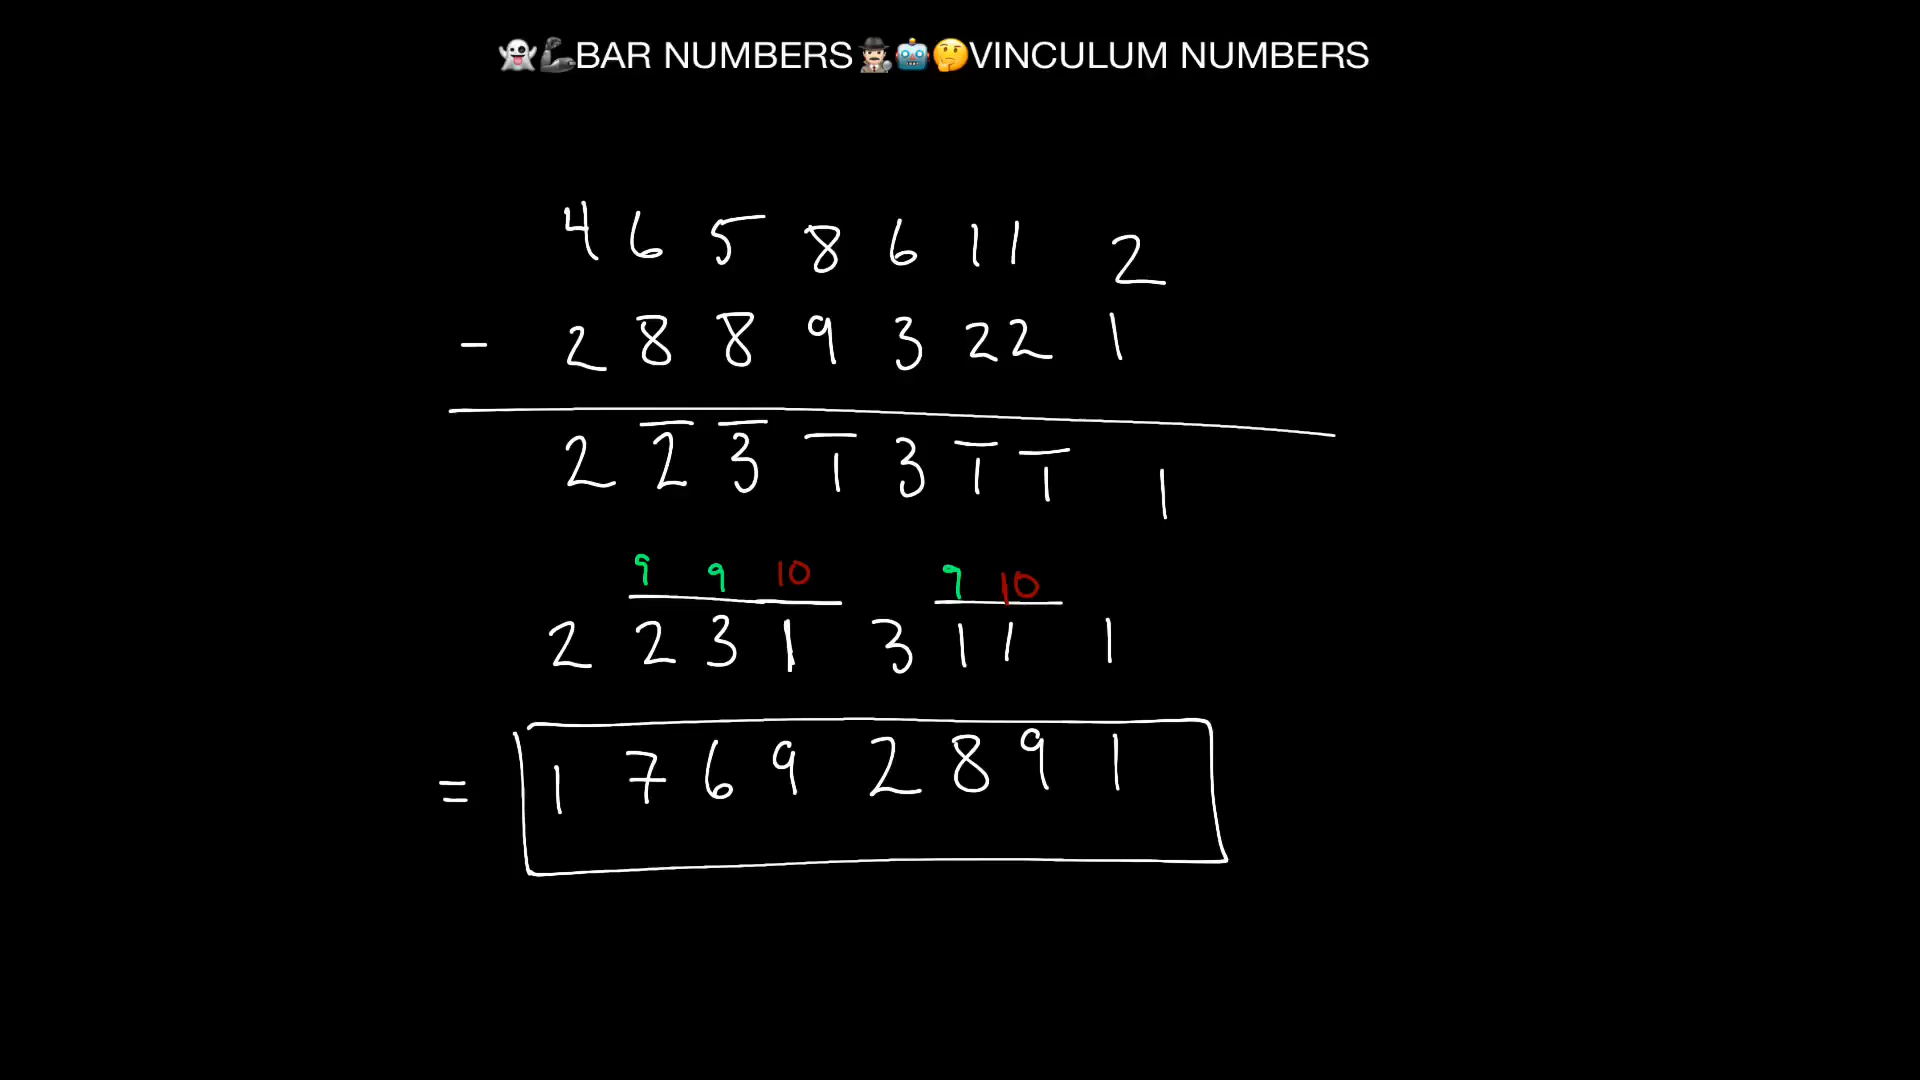 👻🦾BAR NUMBERS🕵🏻‍♂️🤖🤔VINCULUM NUMBERS
4 6 5 8 6 1 1 2
- 2 8 8 9 3 2 2 1
2 2̅ 3̅ 1̅ 3 1̅ 1̅ 1
9 9 10 9 10
2 2̅ 3̅ 1̅ 3 1̅ 1̅ 1
= 1 7 6 9 2 8 9 1